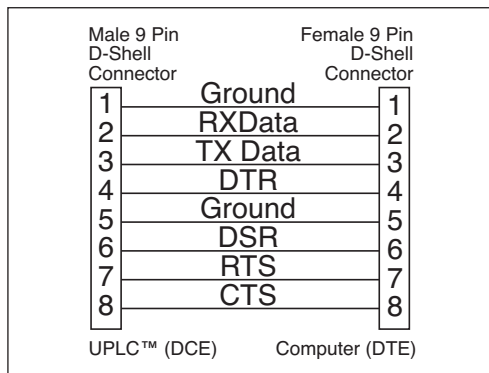 Male 9 Pin
D-Shell
Connector
Female 9 Pin
D-Shell
Connector
1 Ground 1
2 RXData 2
3 TX Data 3
4 DTR 4
5 Ground 5
6 DSR 6
7 RTS 7
8 CTS 8
UPLC™ (DCE) Computer (DTE)